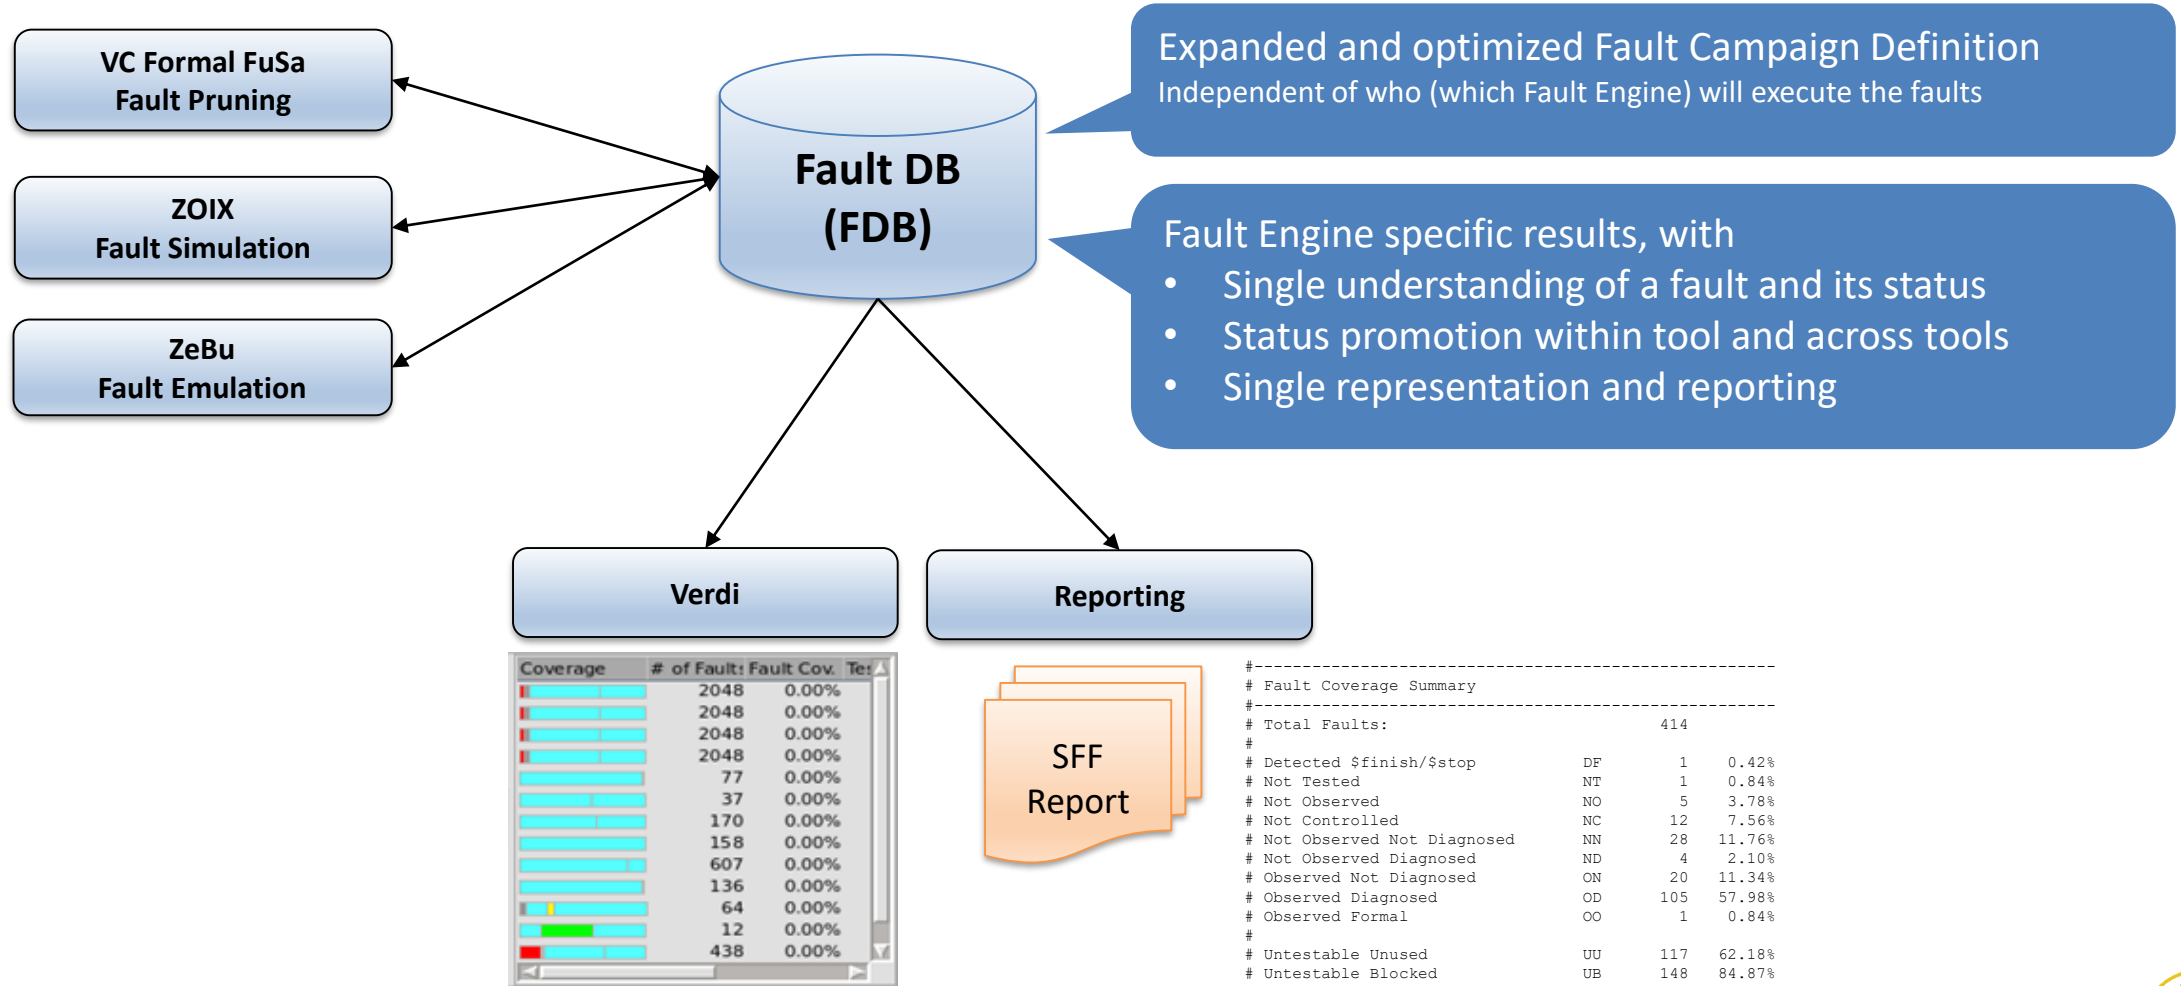 VC Formal FuSa
Fault Pruning
ZOIX
Fault Simulation
ZeBu
Fault Emulation
Fault DB
(FDB)
Expanded and optimized Fault Campaign Definition
Independent of who (which Fault Engine) will execute the faults
Fault Engine specific results, with
• Single understanding of a fault and its status
• Status promotion within tool and across tools
• Single representation and reporting
Verdi
Reporting
Coverage # of Fault: Fault Cov. Te:
2048 0.00%
2048 0.00%
2048 0.00%
2048 0.00%
77 0.00%
37 0.00%
170 0.00%
158 0.00%
607 0.00%
136 0.00%
64 0.00%
12 0.00%
438 0.00%
SFF
Report
#------------------------------------------------------
# Fault Coverage Summary
#------------------------------------------------------
# Total Faults: 414
#
# Detected $finish/$stop DF 1 0.42%
# Not Tested NT 1 0.84%
# Not Observed NO 5 3.78%
# Not Controlled NC 12 7.56%
# Not Observed Not Diagnosed NN 28 11.76%
# Not Observed Diagnosed ND 4 2.10%
# Observed Not Diagnosed ON 20 11.34%
# Observed Diagnosed OD 105 57.98%
# Observed Formal OO 1 0.84%
#
# Untestable Unused UU 117 62.18%
# Untestable Blocked UB 148 84.87%